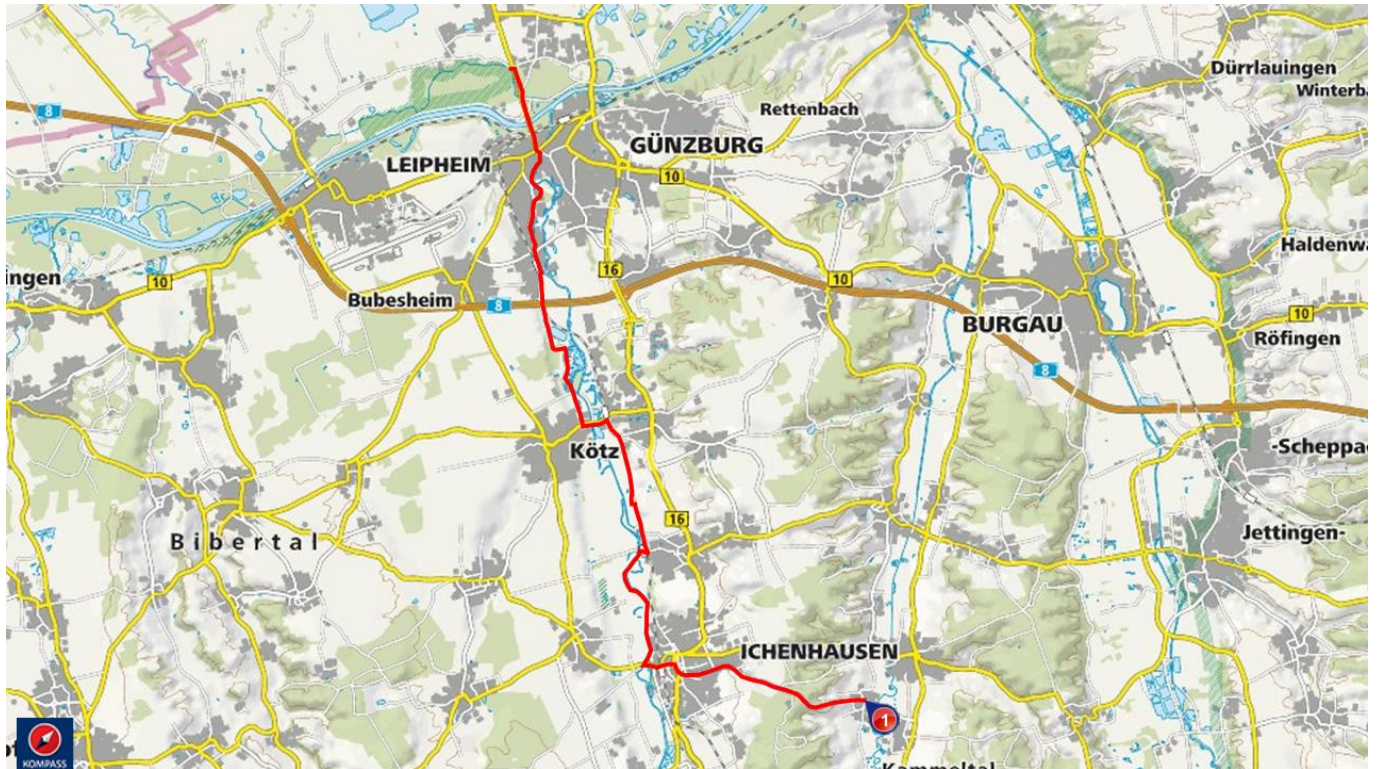 Dürrlauingen
8
Winterba
Rettenbach
GÜNZBURG
LEIPHEIM
10
Haldenwa
16
ingen
10
10
Bubesheim
8
10
BURGAU
Röfingen
8
Kötz
-Scheppa
16
Bibertal
Jettingen-
ICHENHAUSEN
1
KOMPASS
Kammeltal